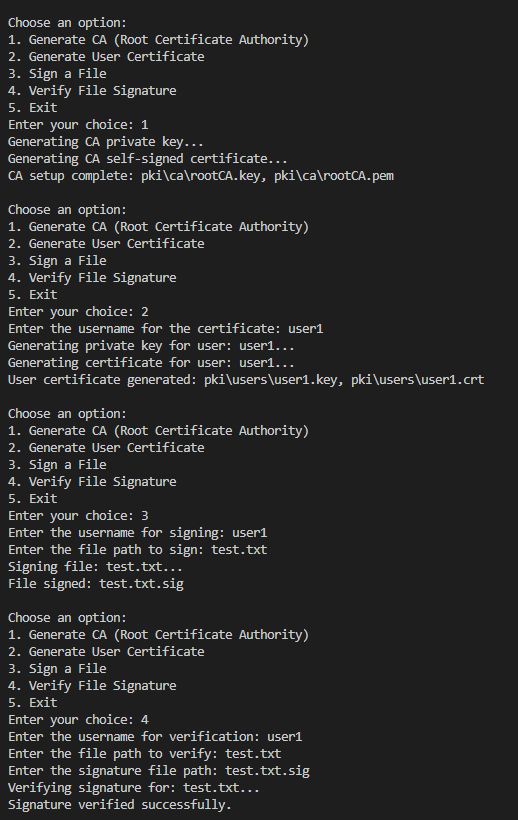 Choose an option:
1. Generate CA (Root Certificate Authority)
2. Generate User Certificate
3. Sign a File
4. Verify File Signature
5. Exit
Enter your choice: 1
Generating CA private key...
Generating CA self-signed certificate...
CA setup complete: pki\ca\rootCA.key, pki\ca\rootCA.pem

Choose an option:
1. Generate CA (Root Certificate Authority)
2. Generate User Certificate
3. Sign a File
4. Verify File Signature
5. Exit
Enter your choice: 2
Enter the username for the certificate: user1
Generating private key for user: user1...
Generating certificate for user: user1...
User certificate generated: pki\users\user1.key, pki\users\user1.crt

Choose an option:
1. Generate CA (Root Certificate Authority)
2. Generate User Certificate
3. Sign a File
4. Verify File Signature
5. Exit
Enter your choice: 3
Enter the username for signing: user1
Enter the file path to sign: test.txt
Signing file: test.txt...
File signed: test.txt.sig

Choose an option:
1. Generate CA (Root Certificate Authority)
2. Generate User Certificate
3. Sign a File
4. Verify File Signature
5. Exit
Enter your choice: 4
Enter the username for verification: user1
Enter the file path to verify: test.txt
Enter the signature file path: test.txt.sig
Verifying signature for: test.txt...
Signature verified successfully.